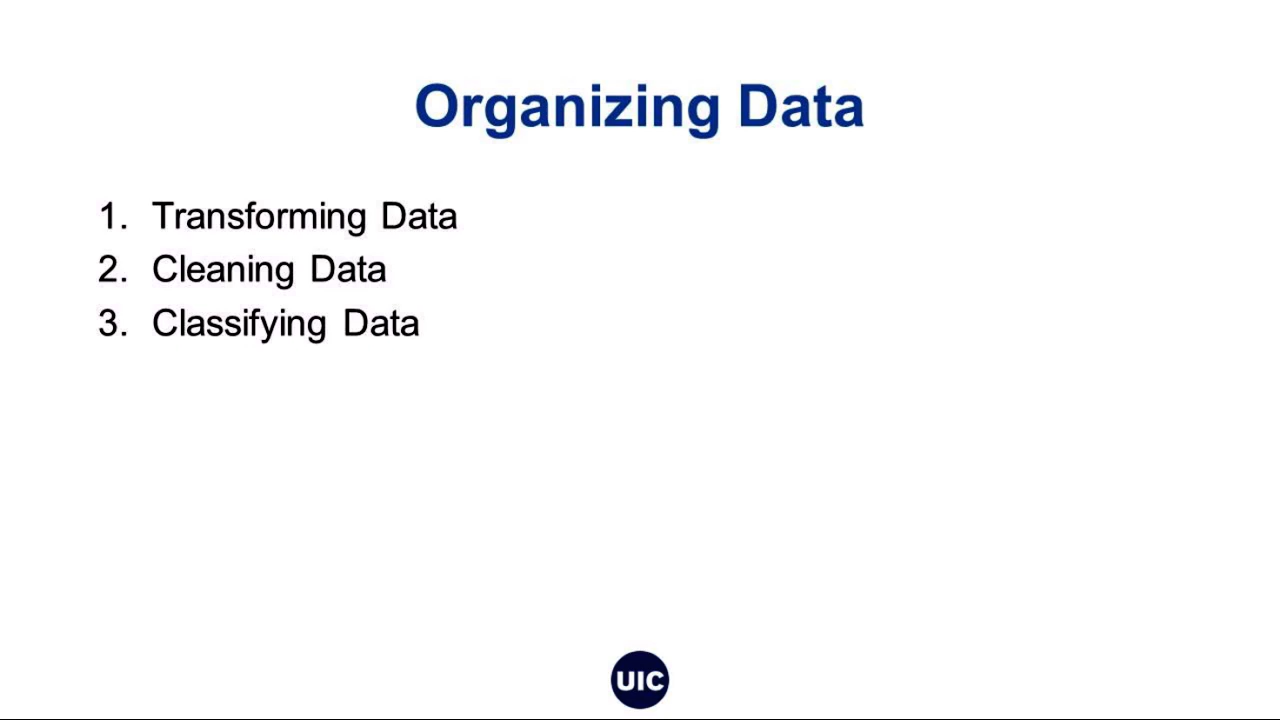 Organizing Data
1. Transforming Data
2. Cleaning Data
3. Classifying Data
UIC